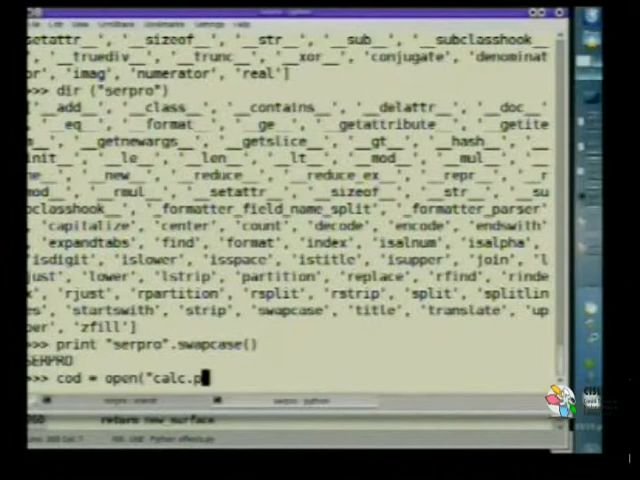 setattr__', '__sizeof__', '__str__', '__sub__', '__subclasshook
', '__truediv__', '__trunc__', '__xor__', 'conjugate', 'denominat
or', 'imag', 'numerator', 'real']
>>> dir ("serpro")
'__add__', '__class__', '__contains__', '__delattr__', '__doc__'
'__eq__', '__format__', '__ge__', '__getattribute__', '__getite
m__', '__getnewargs__', '__getslice__', '__gt__', '__hash__',
init__', '__le__', '__len__', '__lt__', '__mod__', '__mul__',
ne__', '__new__', '__reduce__', '__reduce_ex__', '__repr__', '__r
mod__', '__rmul__', '__setattr__', '__sizeof__', '__str__', '__su
bclasshook__', '_formatter_field_name_split', '_formatter_parser'
'capitalize', 'center', 'count', 'decode', 'encode', 'endswith'
'expandtabs', 'find', 'format', 'index', 'isalnum', 'isalpha'
'isdigit', 'islower', 'isspace', 'istitle', 'isupper', 'join', 'l
just', 'lower', 'lstrip', 'partition', 'replace', 'rfind', 'rinde
x', 'rjust', 'rpartition', 'rsplit', 'rstrip', 'split', 'splitlin
es', 'startswith', 'strip', 'swapcase', 'title', 'translate', 'up
per', 'zfill']
>>> print "serpro".swapcase()
SERPRO
>>> cod = open("calc.p
return new_surface